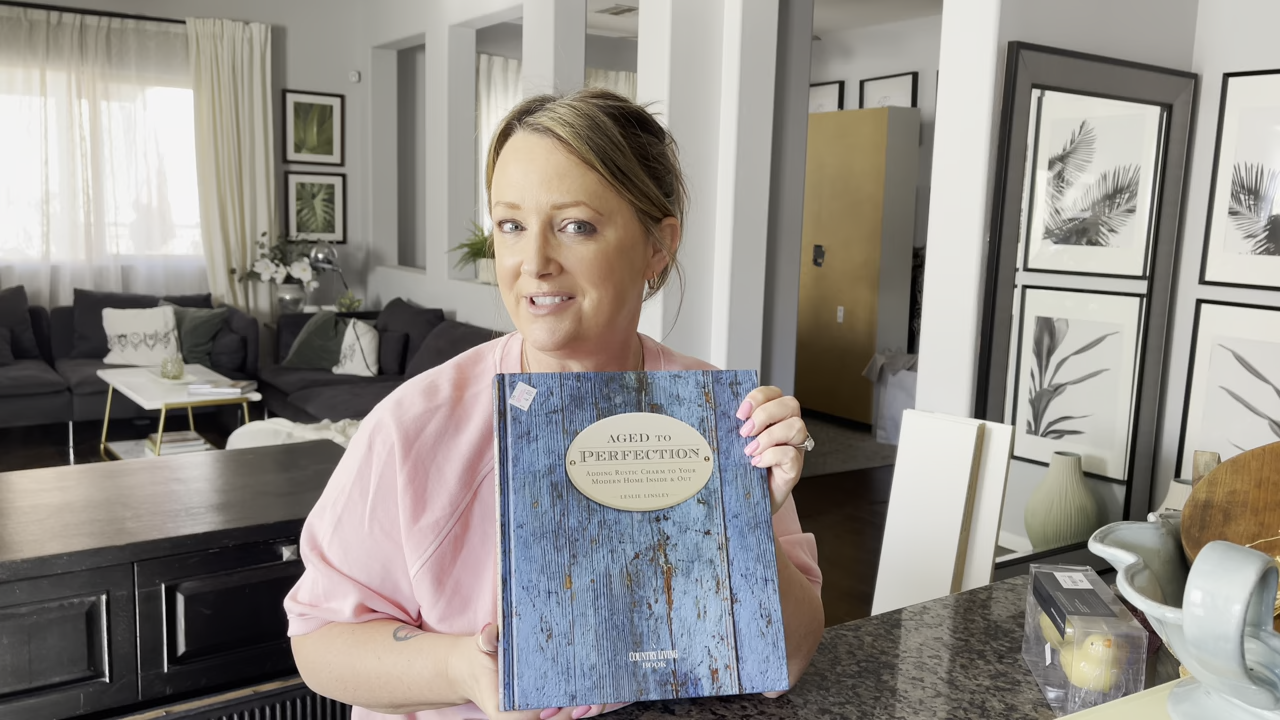 AGED TO
PERFECTION
ADDING RUSTIC CHARM TO YOUR
MODERN HOME INSIDE & OUT
LESLIE LINSLEY
COUNTRY LIVING
BOOK